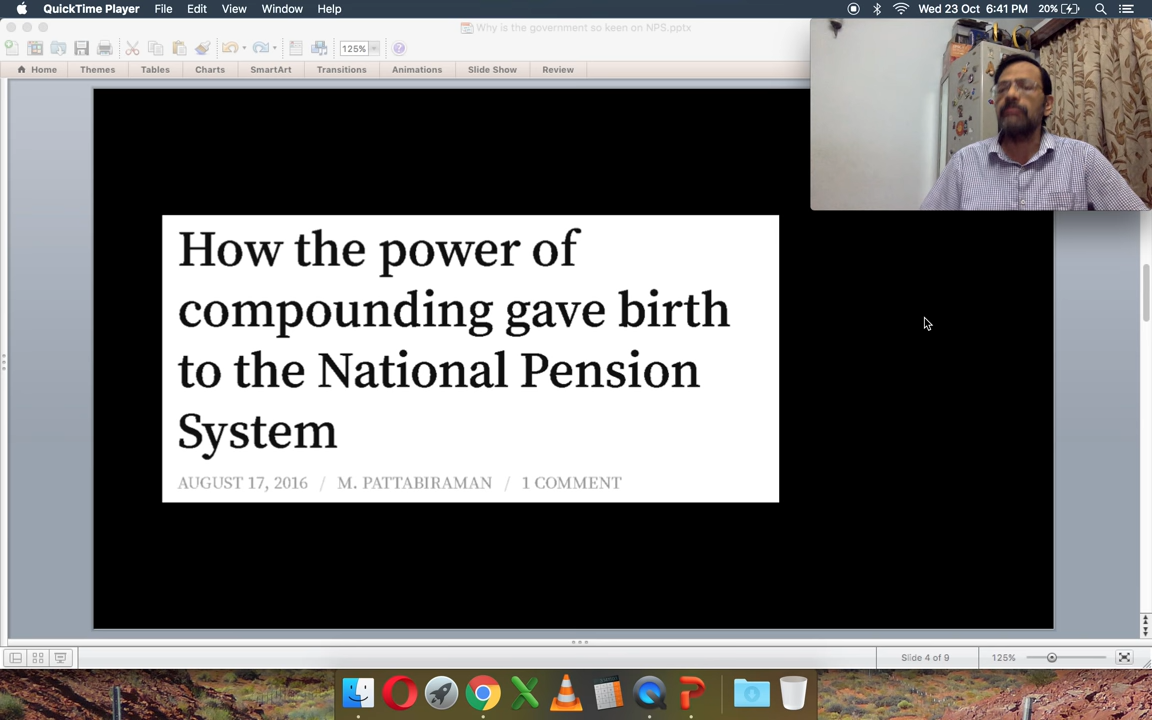 QuickTime Player File Edit View Window Help Wed 23 Oct 6:41 PM 20%
Why is the government so keen on NPS.pptx
125%
Home Themes Tables Charts SmartArt Transitions Animations Slide Show Review
How the power of
compounding gave birth
to the National Pension
System
AUGUST 17, 2016 / M. PATTABIRAMAN / 1 COMMENT
Slide 4 of 9 125%